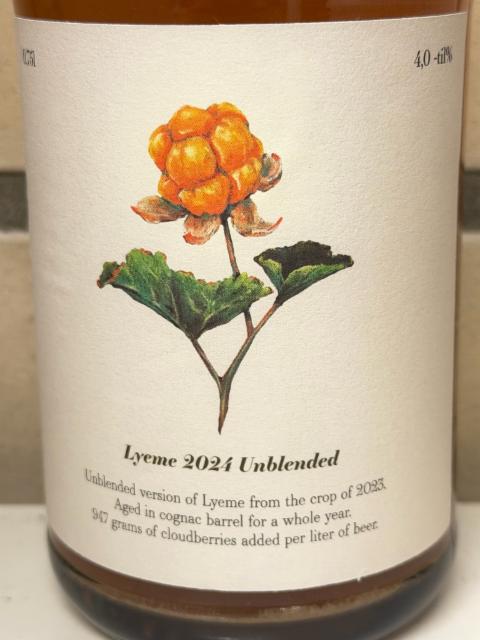 4,0 -til%
Lyeme 2024 Unblended
Unblended version of Lyeme from the crop of 2023.
Aged in cognac barrel for a whole year.
947 grams of cloudberries added per liter of beer.